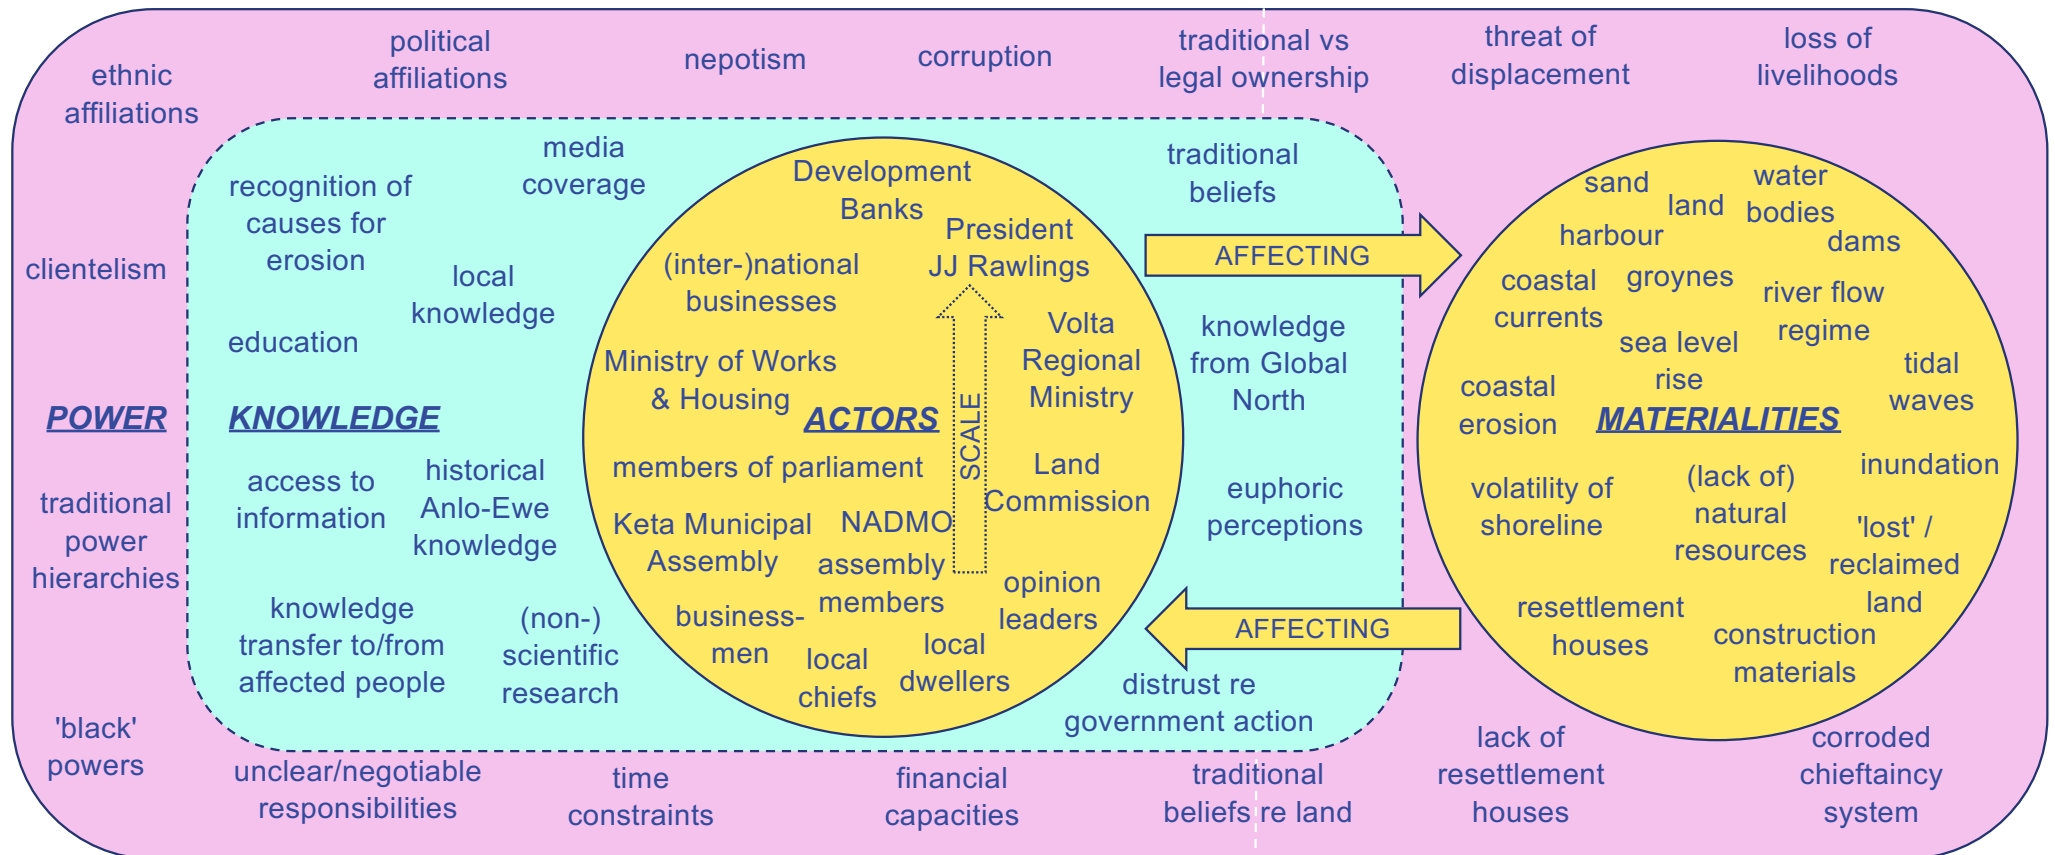 ethnic
affiliations
political
affiliations
nepotism
corruption
traditional vs
legal ownership
threat of
displacement
loss of
livelihoods
clientelism
POWER
traditional
power
hierarchies
'black'
powers
unclear/negotiable
responsibilities
time
constraints
financial
capacities
traditional
beliefs re land
lack of
resettlement
houses
corroded
chieftaincy
system
media
coverage
recognition of
causes for
erosion
local
knowledge
education
KNOWLEDGE
access to
information
historical
Anlo-Ewe
knowledge
knowledge
transfer to/from
affected people
(non-)
scientific
research
traditional
beliefs
knowledge
from Global
North
euphoric
perceptions
distrust re
government action
Development
Banks
President
JJ Rawlings
(inter-)national
businesses
Volta
Regional
Ministry
Ministry of Works
& Housing
ACTORS
SCALE
members of parliament
Land
Commission
Keta Municipal
Assembly
NADMO
assembly
members
opinion
leaders
business-
men
local
chiefs
local
dwellers
AFFECTING
AFFECTING
sand
land
water
bodies
harbour
dams
coastal
currents
groynes
river flow
regime
sea level
rise
tidal
waves
coastal
erosion
MATERIALITIES
inundation
volatility of
shoreline
(lack of)
natural
resources
'lost' /
reclaimed
land
resettlement
houses
construction
materials